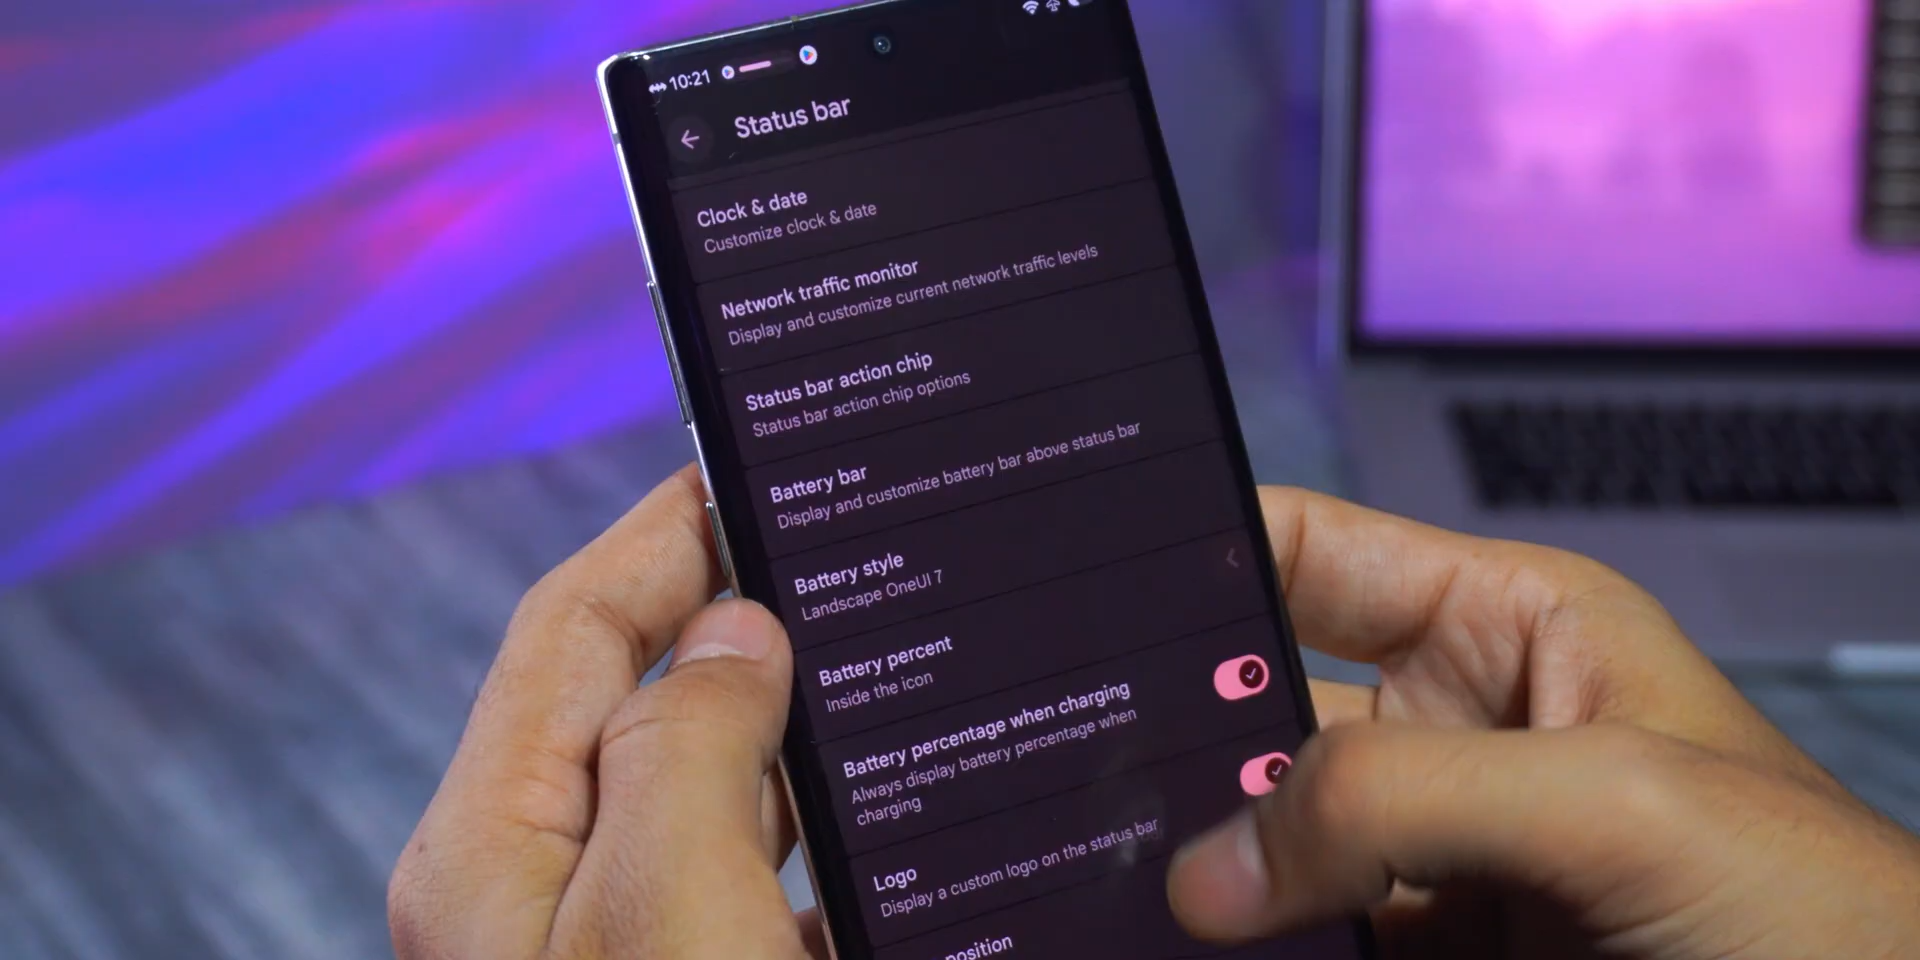 10:21
Status bar
Clock & date
Customize clock & date
Network traffic monitor
Display and customize current network traffic levels
Status bar action chip
Status bar action chip options
Battery bar
Display and customize battery bar above status bar
Battery style
Landscape OneUI 7
Battery percent
Inside the icon
Battery percentage when charging
Always display battery percentage when
charging
Logo
Display a custom logo on the status bar
position